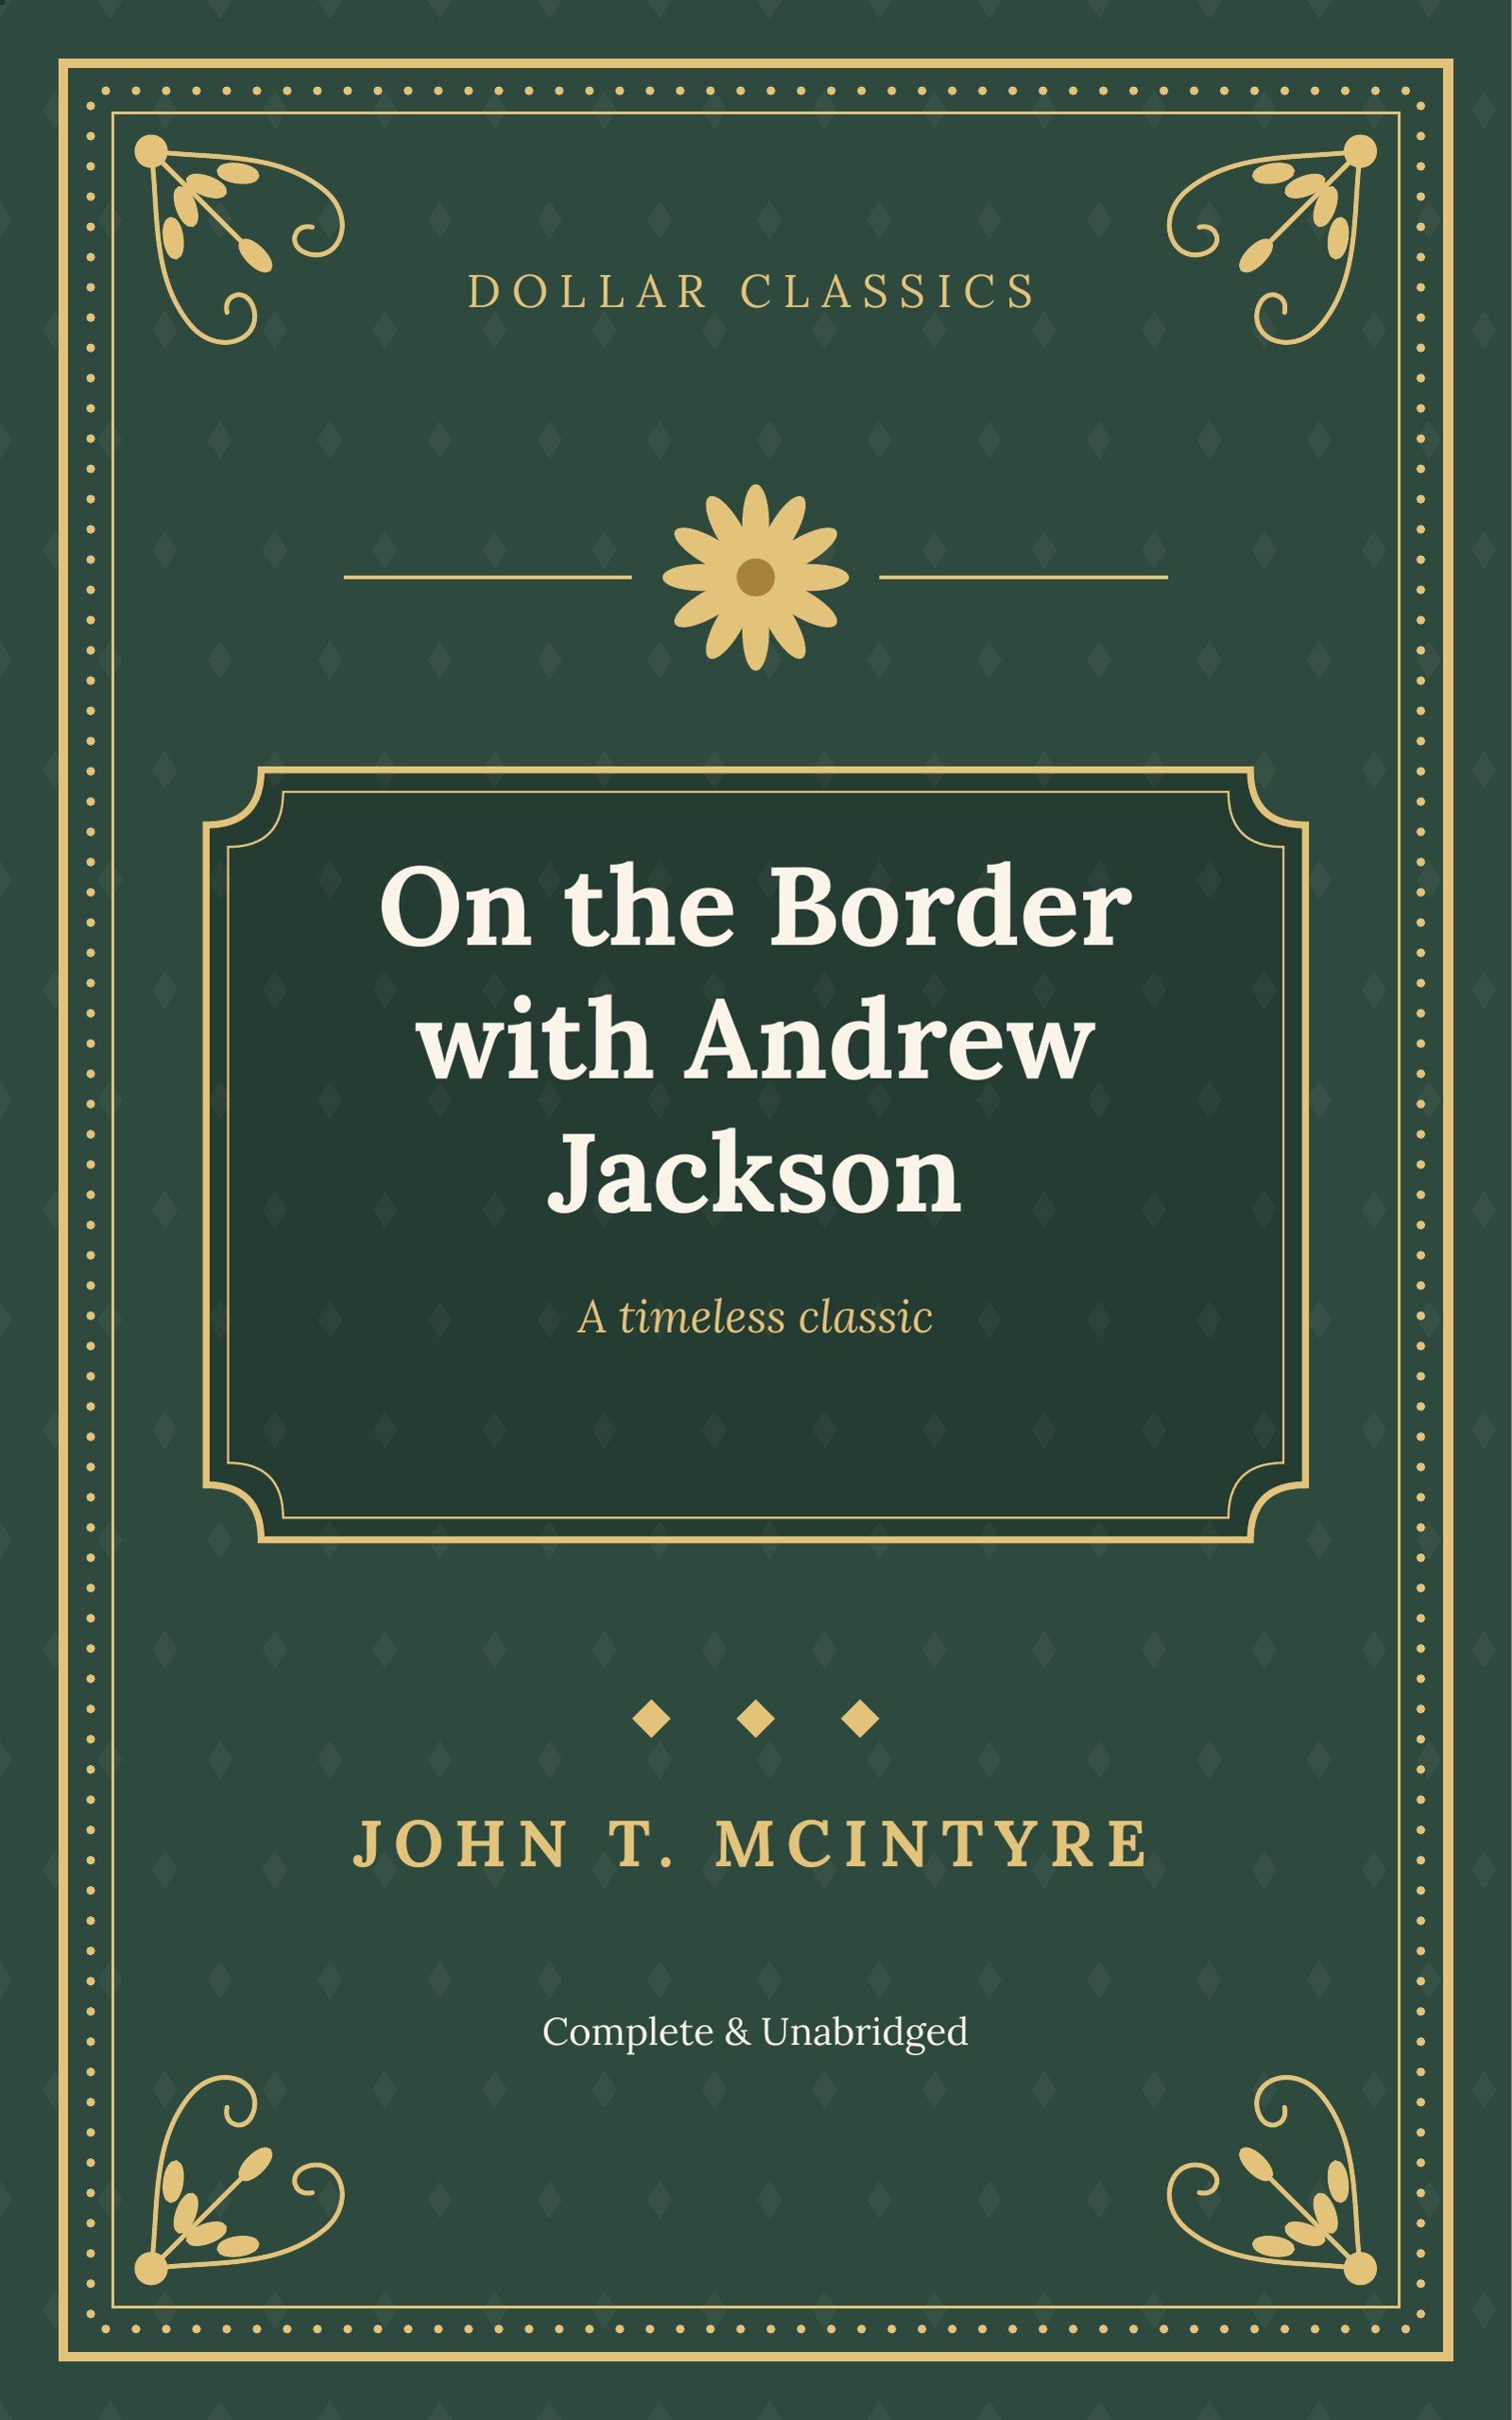 DOLLAR CLASSICS
On the Border
with Andrew
Jackson
A timeless classic
JOHN T. MCINTYRE
Complete & Unabridged